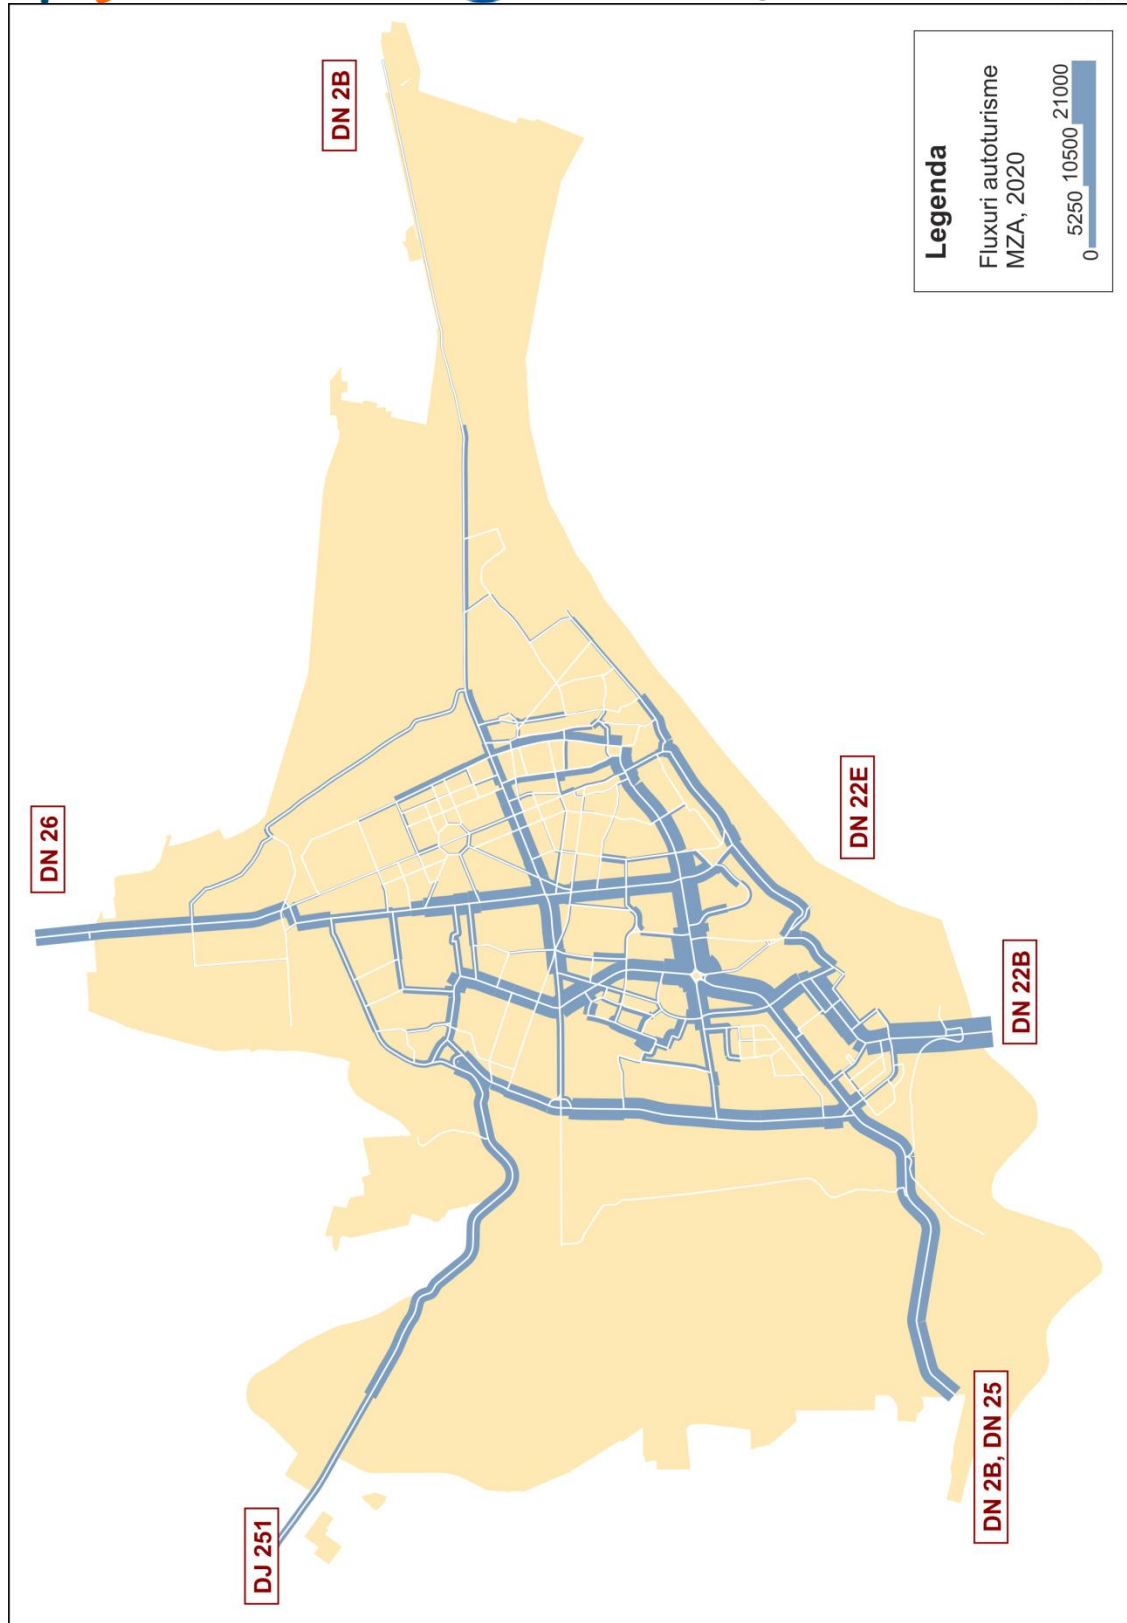 DN 2B
DN 26
DN 22E
DN 22B
DN 2B, DN 25
DJ 251
Legenda
Fluxuri autoturisme
MZA, 2020
0 5250 10500 21000